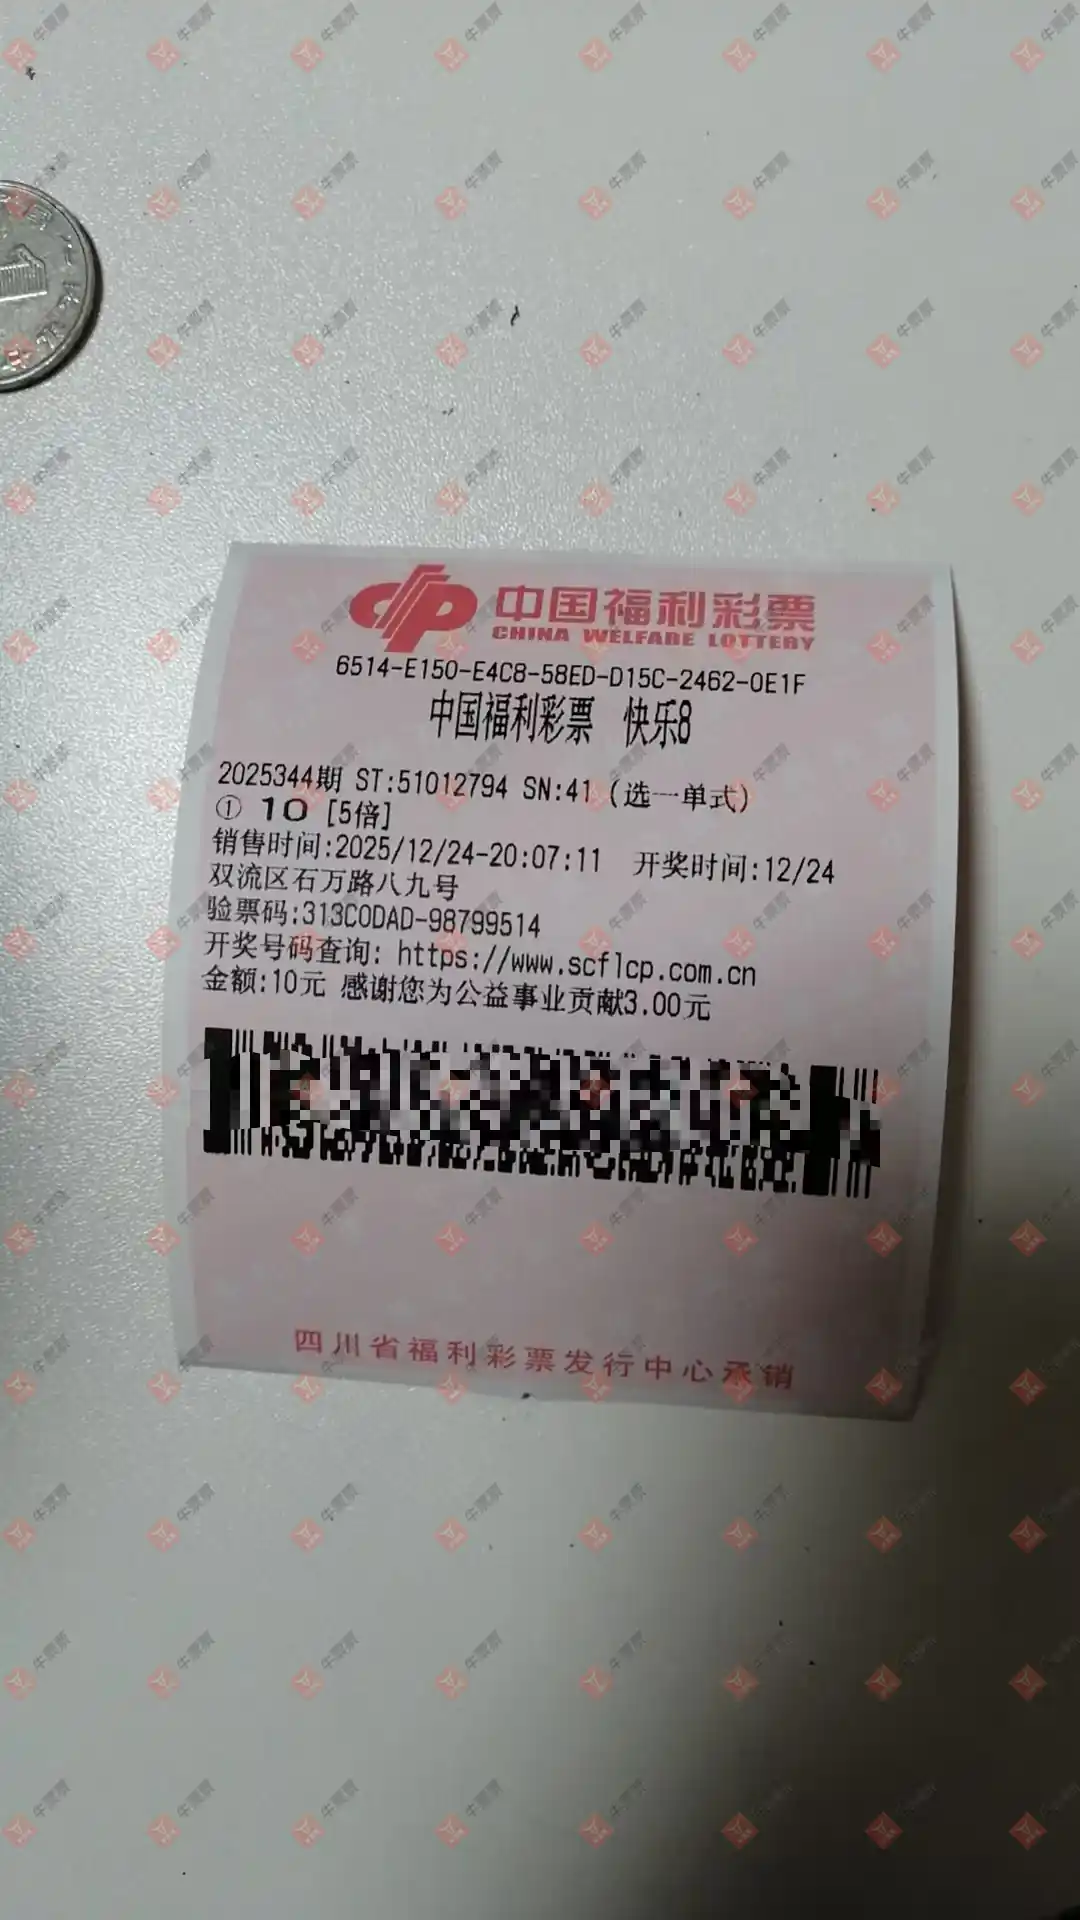 中国福利彩票
CHINA WELFARE LOTTERY
6514-E150-E4C8-58ED-D15C-2462-0E1F
中国福利彩票 快乐8
2025344期 ST:51012794 SN:41 (选一单式)
① 10 [5倍]
销售时间:2025/12/24-20:07:11 开奖时间:12/24
双流区石万路八九号
验票码:313C0DAD-98799514
开奖号码查询: https://www.scflcp.com.cn
金额:10元 感谢您为公益事业贡献3.00元
四川省福利彩票发行中心承销